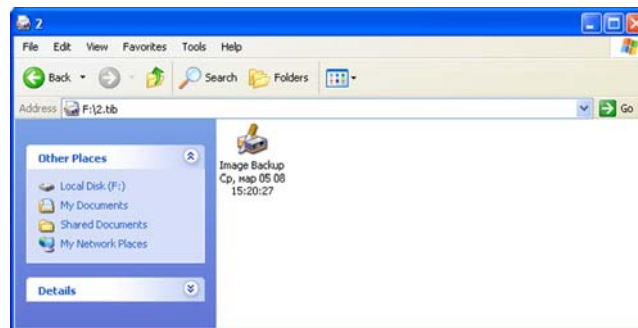 2
File Edit View Favorites Tools Help
Back Search Folders
Address F:\2.tib Go
Other Places
Local Disk (F:)
My Documents
Shared Documents
My Network Places
Details
Image Backup
Ср, мар 05 08
15:20:27